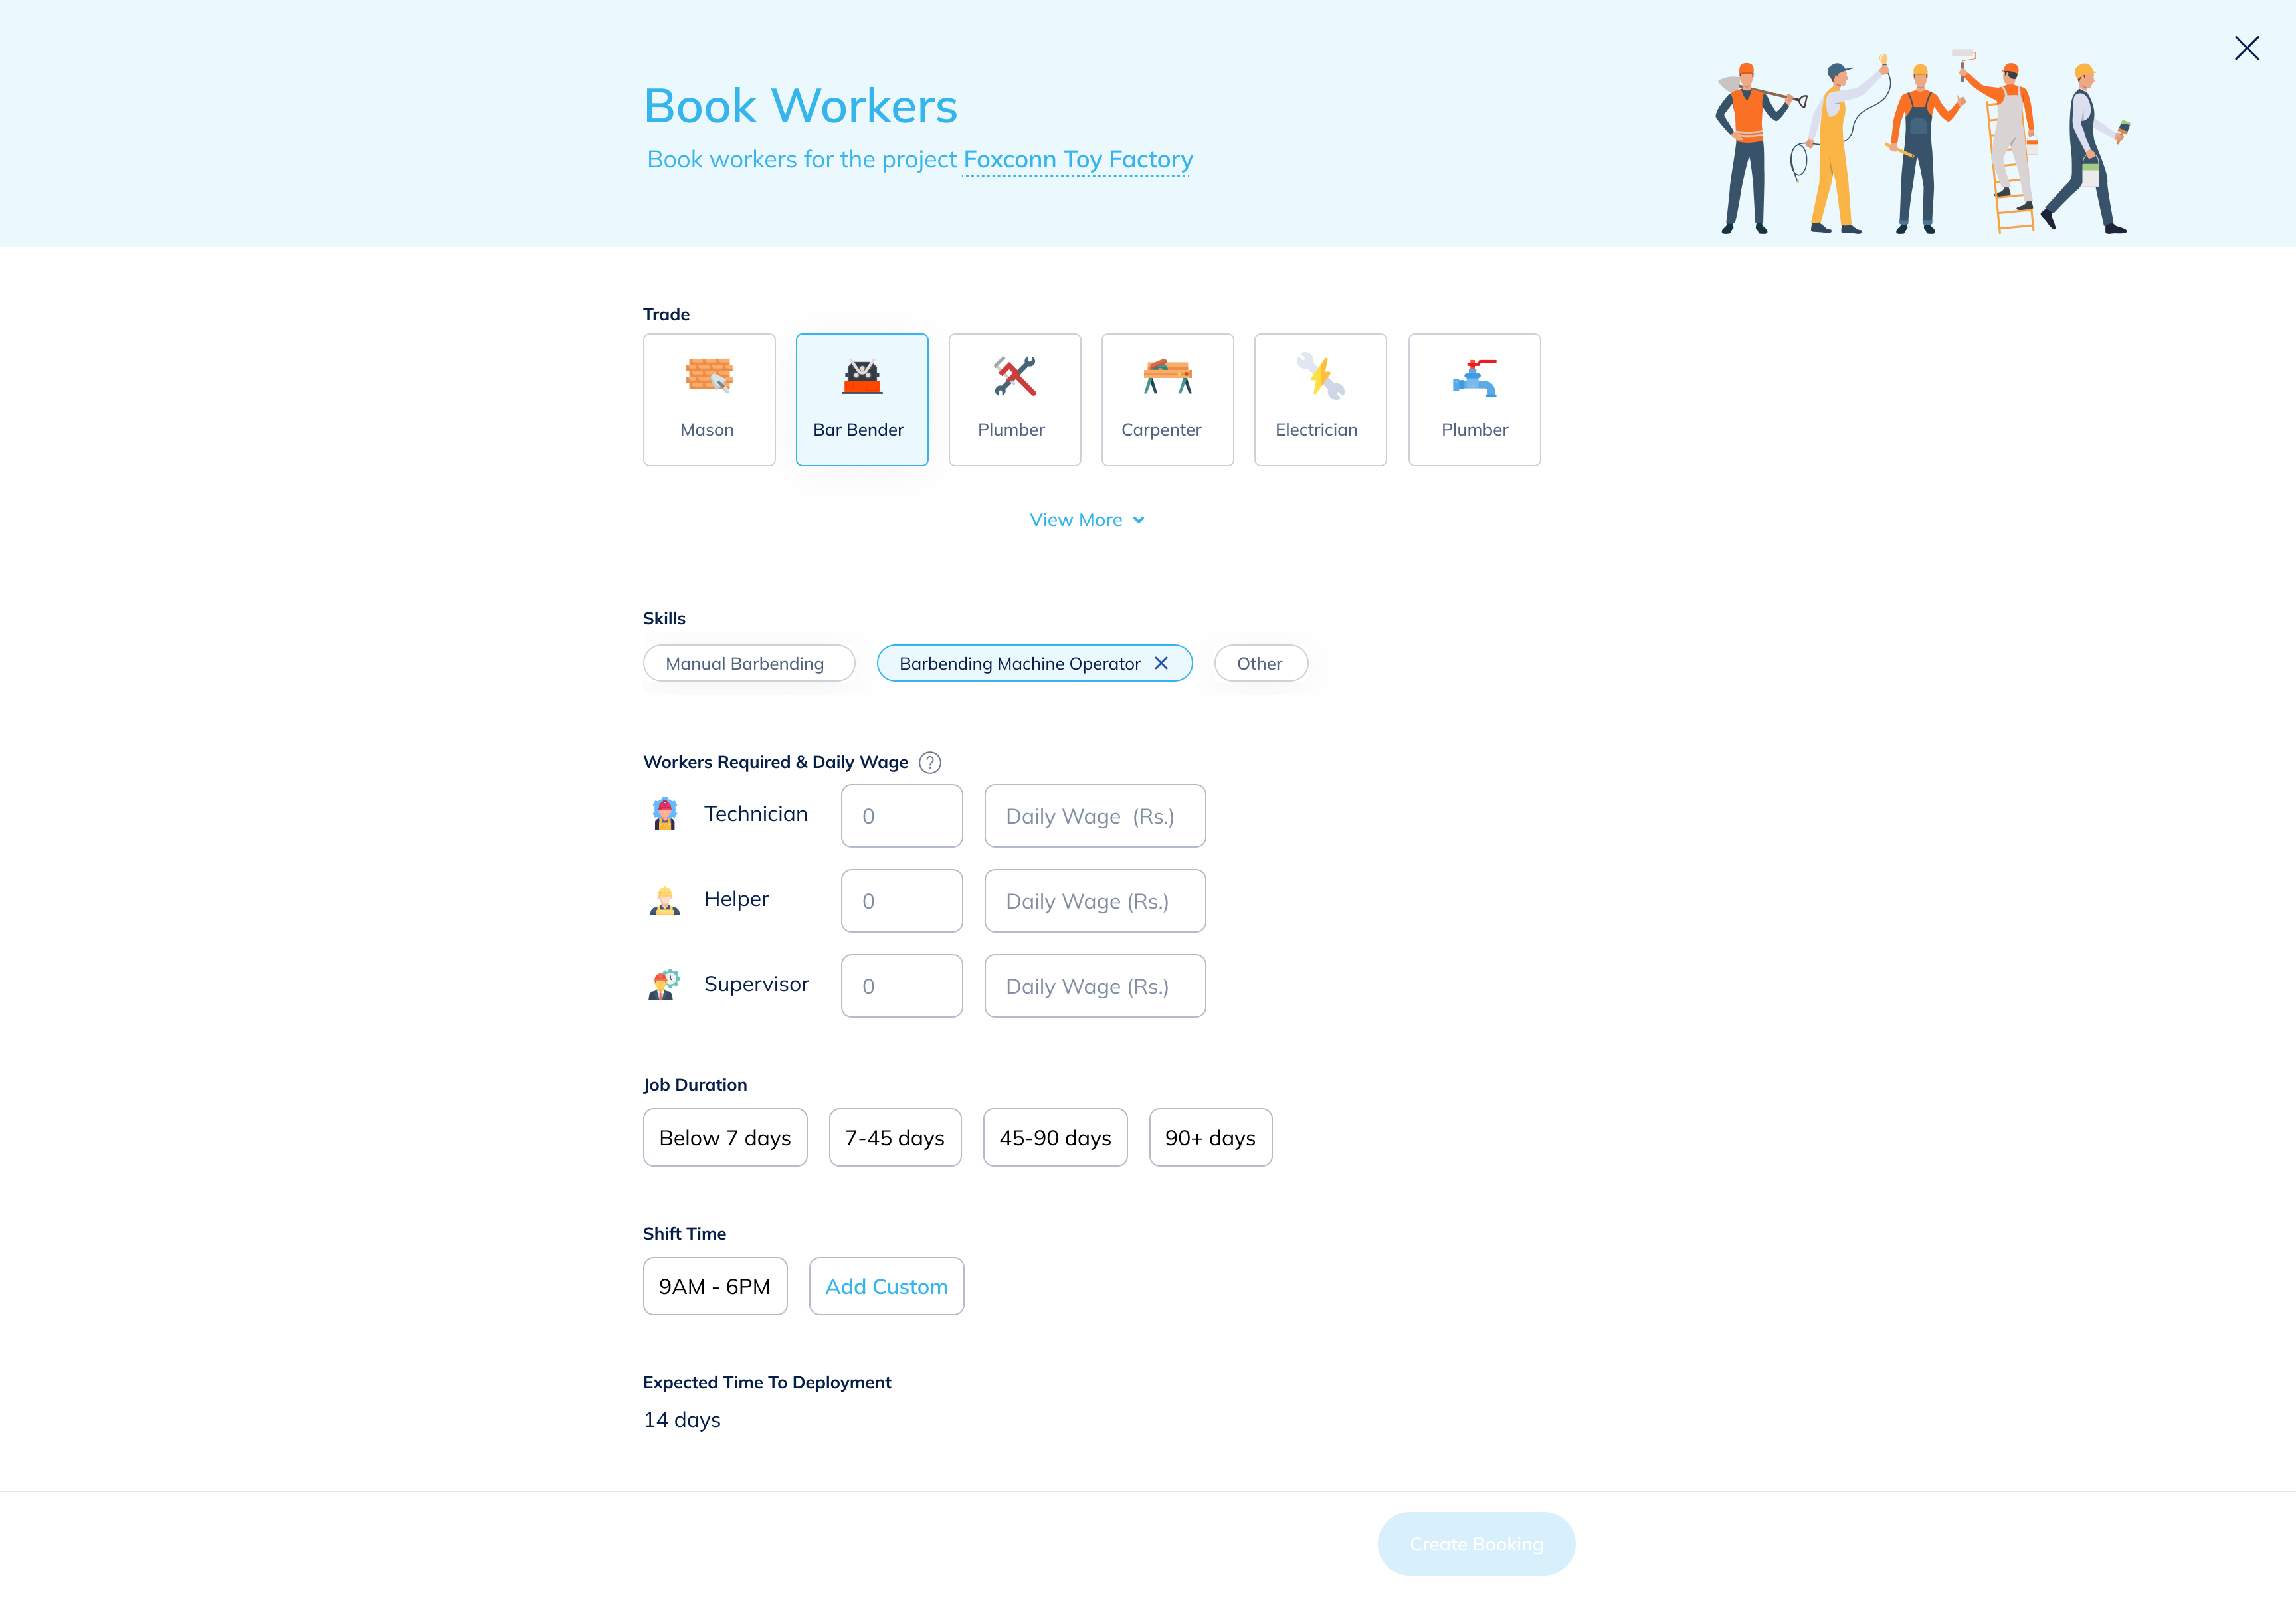 Book Workers
Book workers for the project Foxconn Toy Factory
Trade
Mason
Bar Bender
Plumber
Carpenter
Electrician
Plumber
View More
Skills
Manual Barbending
Barbending Machine Operator
Other
Workers Required & Daily Wage ?
Technician 0 Daily Wage (Rs.)
Helper 0 Daily Wage (Rs.)
Supervisor 0 Daily Wage (Rs.)
Job Duration
Below 7 days
7-45 days
45-90 days
90+ days
Shift Time
9AM - 6PM
Add Custom
Expected Time To Deployment
14 days
Create Booking